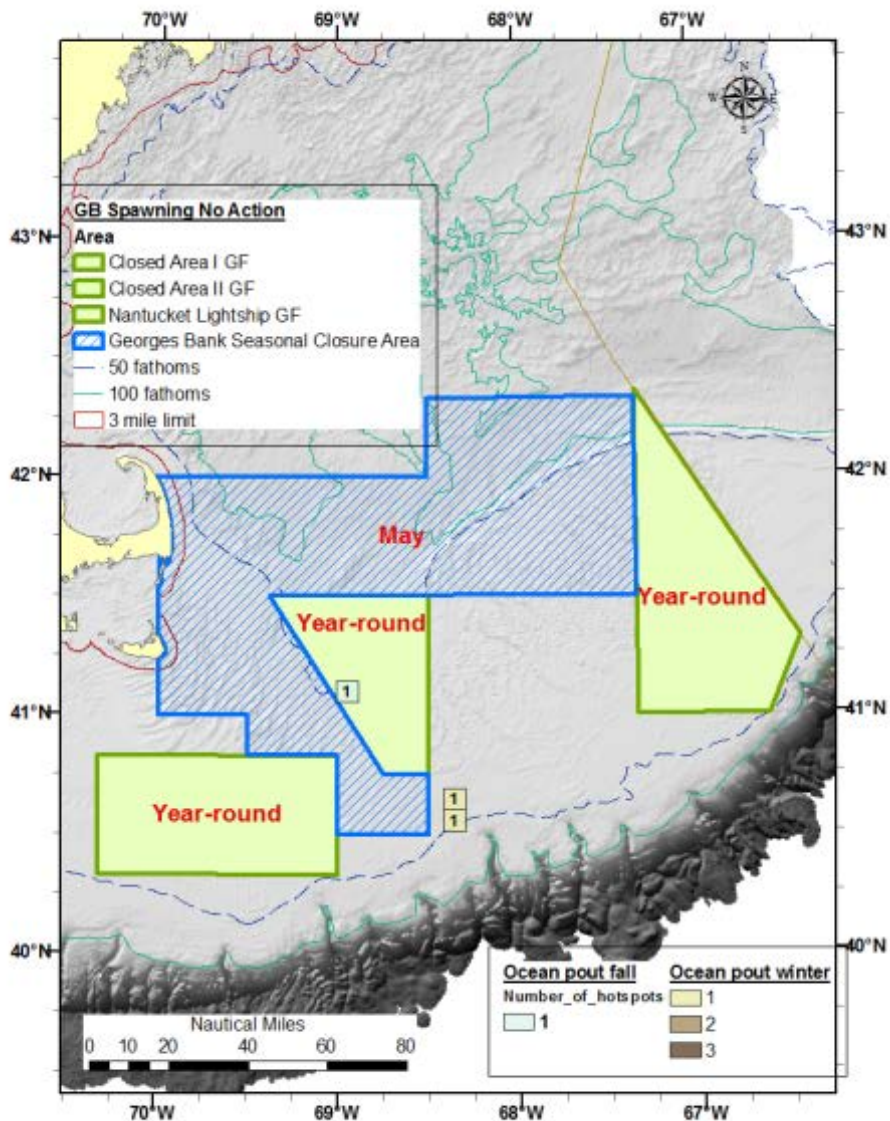 70°W 69°W 68°W 67°W
N
W E
S
GB Spawning No Action
Area
43°N 43°N
Closed Area I GF
Closed Area II GF
Nantucket Lightship GF
Georges Bank Seasonal Closure Area
50 fathoms
100 fathoms
3 mile limit
42°N 42°N
May
Year-round
Year-round
1
1
41°N 41°N
Year-round
1
1
40°N 40°N
Ocean pout fall
Number_of_hotspots
1
Ocean pout winter
1
2
3
Nautical Miles
0 5 10 20 40 60 80
70°W 69°W 68°W 67°W